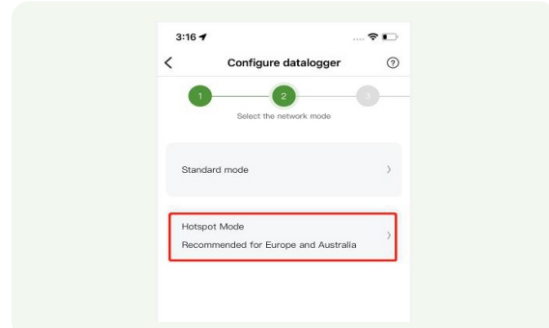 3:16
Configure datalogger
1 2 3
Select the network mode
Standard mode
Hotspot Mode
Recommended for Europe and Australia